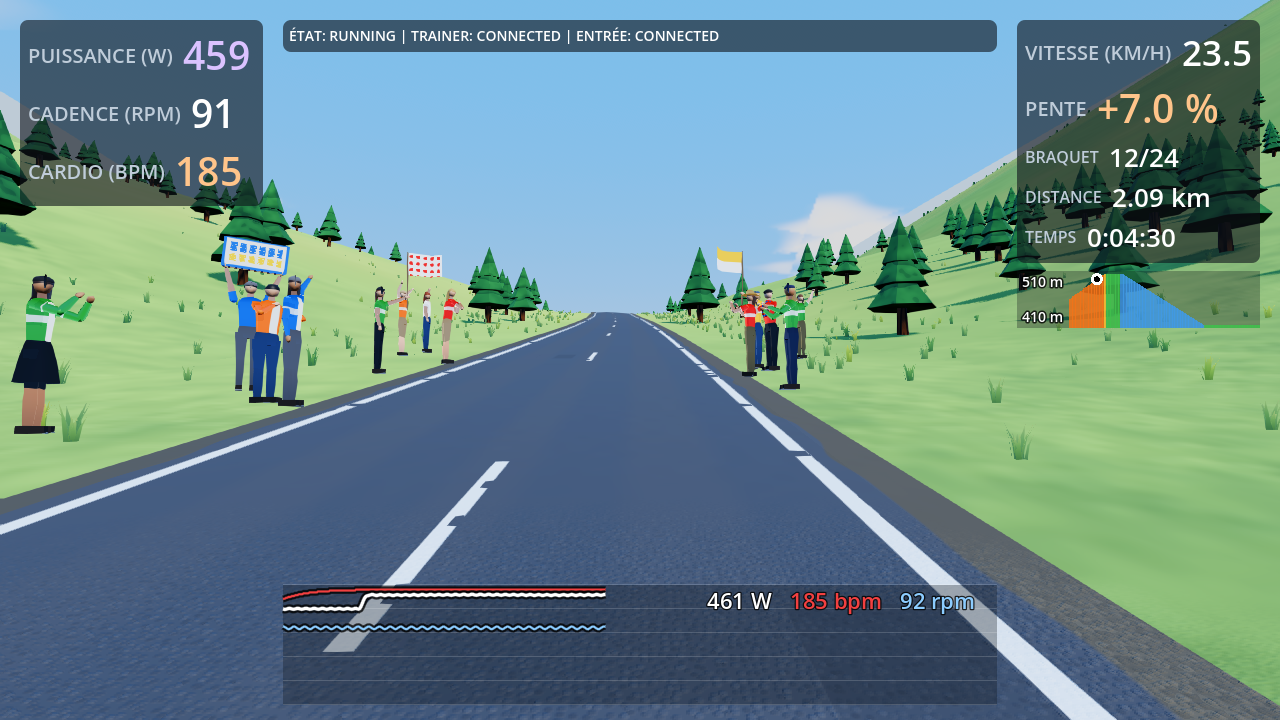 PUISSANCE (W) 459
CADENCE (RPM) 91
CARDIO (BPM) 185
ÉTAT: RUNNING | TRAINER: CONNECTED | ENTRÉE: CONNECTED
VITESSE (KM/H) 23.5
PENTE +7.0 %
BRAQUET 12/24
DISTANCE 2.09 km
TEMPS 0:04:30
510 m
410 m
461 W 185 bpm 92 rpm